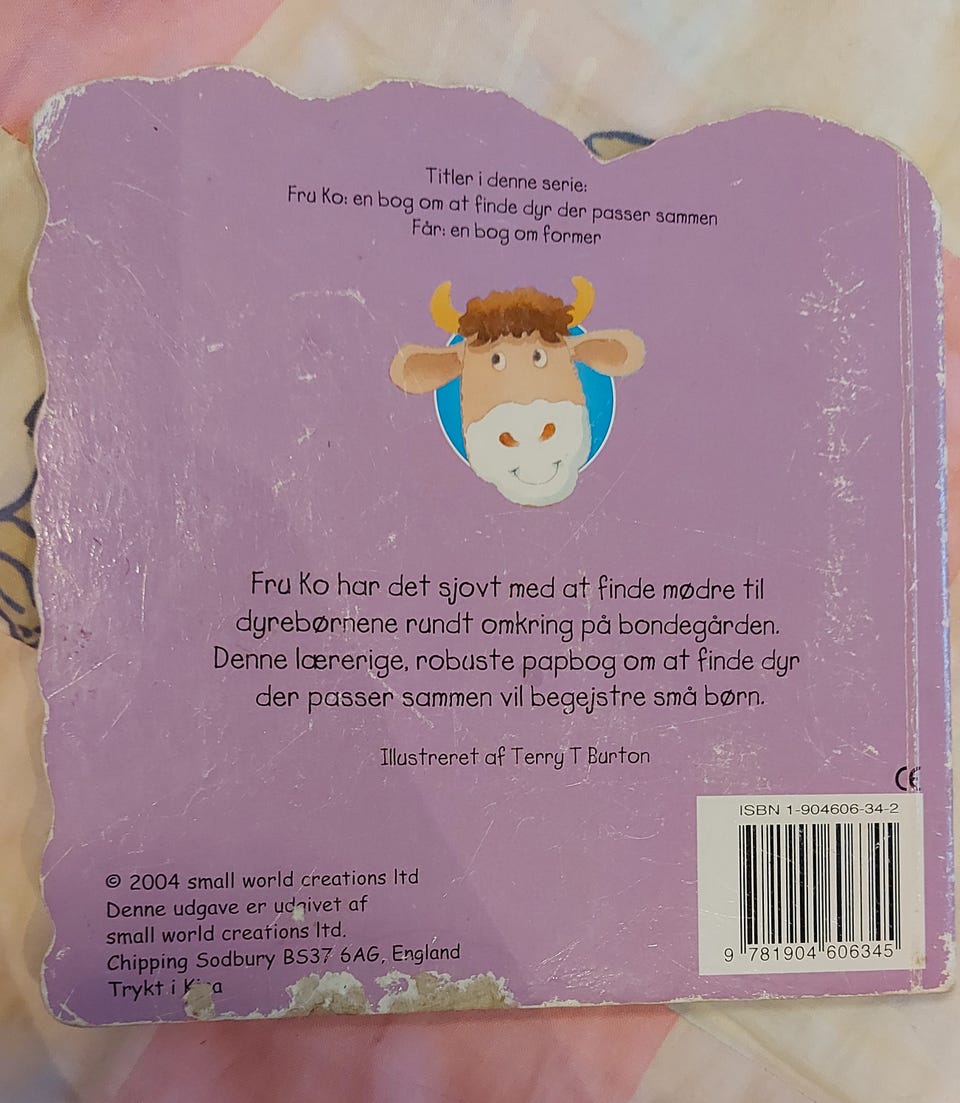 Titler i denne serie:
Fru Ko: en bog om at finde dyr der passer sammen
Får: en bog om former
Fru Ko har det sjovt med at finde mødre til
dyrebørnene rundt omkring på bondegården.
Denne lærerige, robuste papbog om at finde dyr
der passer sammen vil begejstre små børn.
Illustreret af Terry T Burton
CE
ISBN 1-904606-34-2
9 781904 606345
© 2004 small world creations ltd
Denne udgave er udgivet af
small world creations ltd.
Chipping Sodbury BS37 6AG, England
Trykt i